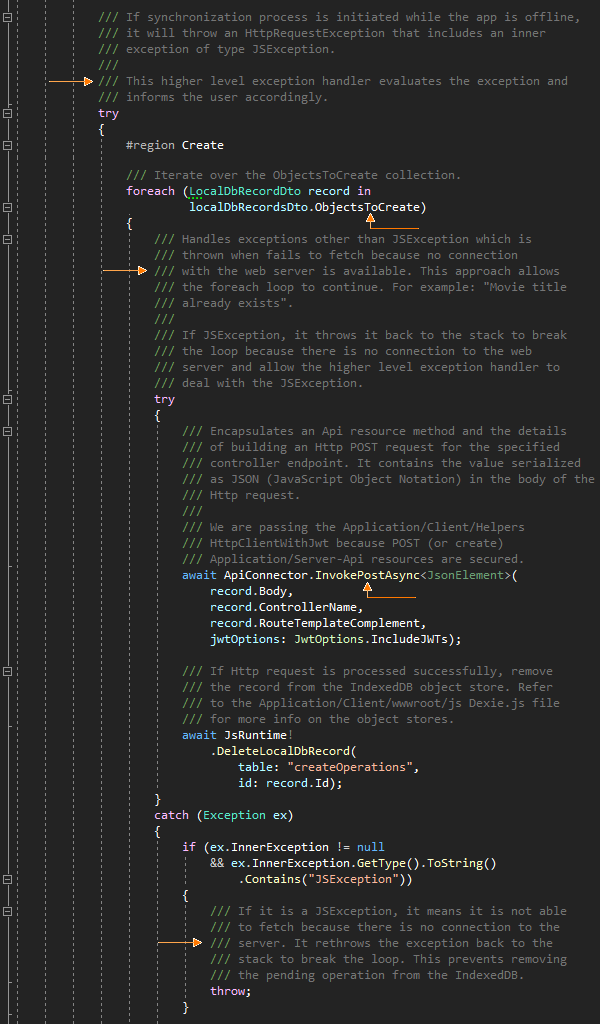 /// If synchronization process is initiated while the app is offline,
/// it will throw an HttpRequestException that includes an inner
/// exception of type JSException.
///
/// This higher level exception handler evaluates the exception and
/// informs the user accordingly.
try
{
#region Create
/// Iterate over the ObjectsToCreate collection.
foreach (LocalDbRecordDto record in
localDbRecordsDto.ObjectsToCreate)
{
/// Handles exceptions other than JSException which is
/// thrown when fails to fetch because no connection
/// with the web server is available. This approach allows
/// the foreach loop to continue. For example: "Movie title
/// already exists".
///
/// If JSException, it throws it back to the stack to break
/// the loop because there is no connection to the web
/// server and allow the higher level exception handler to
/// deal with the JSException.
try
{
/// Encapsulates an Api resource method and the details
/// of building an Http POST request for the specified
/// controller endpoint. It contains the value serialized
/// as JSON (JavaScript Object Notation) in the body of the
/// Http request.
///
/// We are passing the Application/Client/Helpers
/// HttpClientWithJwt because POST (or create)
/// Application/Server-Api resources are secured.
await ApiConnector.InvokePostAsync<JsonElement>(
record.Body,
record.ControllerName,
record.RouteTemplateComplement,
jwtOptions: JwtOptions.IncludeJWTs);
/// If Http request is processed successfully, remove
/// the record from the IndexedDB object store. Refer
/// to the Application/Client/wwwroot/js Dexie.js file
/// for more info on the object stores.
await JsRuntime!
.DeleteLocalDbRecord(
table: "createOperations",
id: record.Id);
}
catch (Exception ex)
{
if (ex.InnerException != null
&& ex.InnerException.GetType().ToString()
.Contains("JSException"))
{
/// If it is a JSException, it means it is not able
/// to fetch because there is no connection to the
/// server. It rethrows the exception back to the
/// stack to break the loop. This prevents removing
/// the pending operation from the IndexedDB.
throw;
}